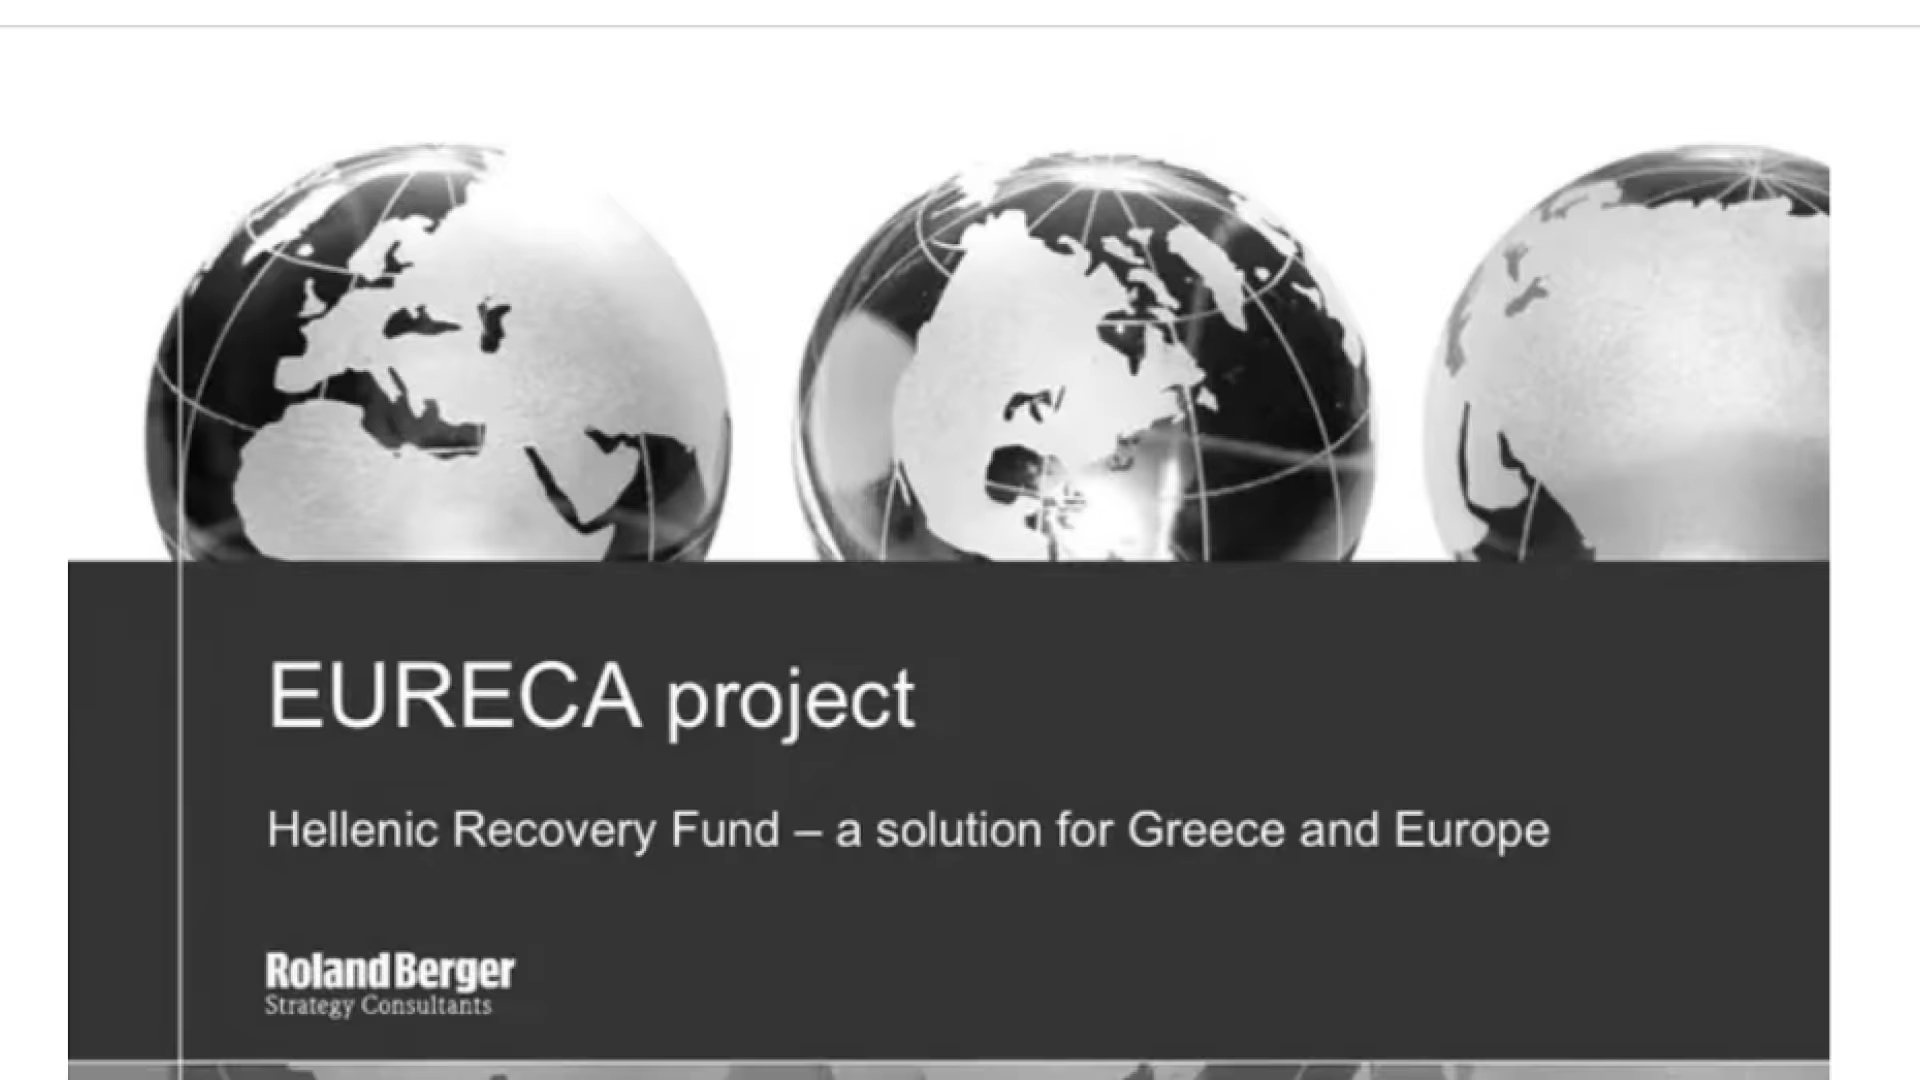 EURECA project
Hellenic Recovery Fund – a solution for Greece and Europe
Roland Berger
Strategy Consultants